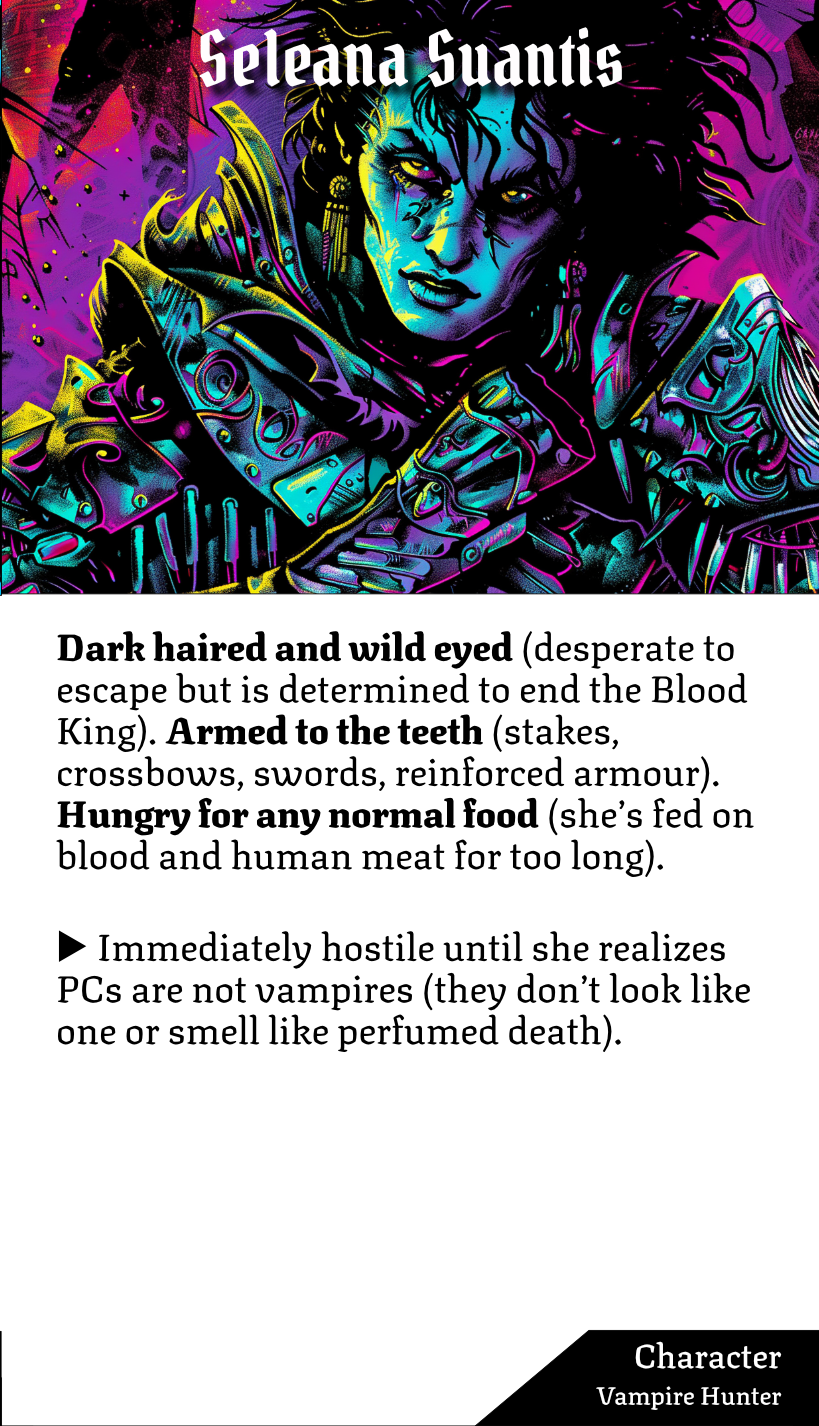 Seleana Suantis
Dark haired and wild eyed (desperate to
escape but is determined to end the Blood
King). Armed to the teeth (stakes,
crossbows, swords, reinforced armour).
Hungry for any normal food (she’s fed on
blood and human meat for too long).
▶ Immediately hostile until she realizes
PCs are not vampires (they don’t look like
one or smell like perfumed death).
Character
Vampire Hunter